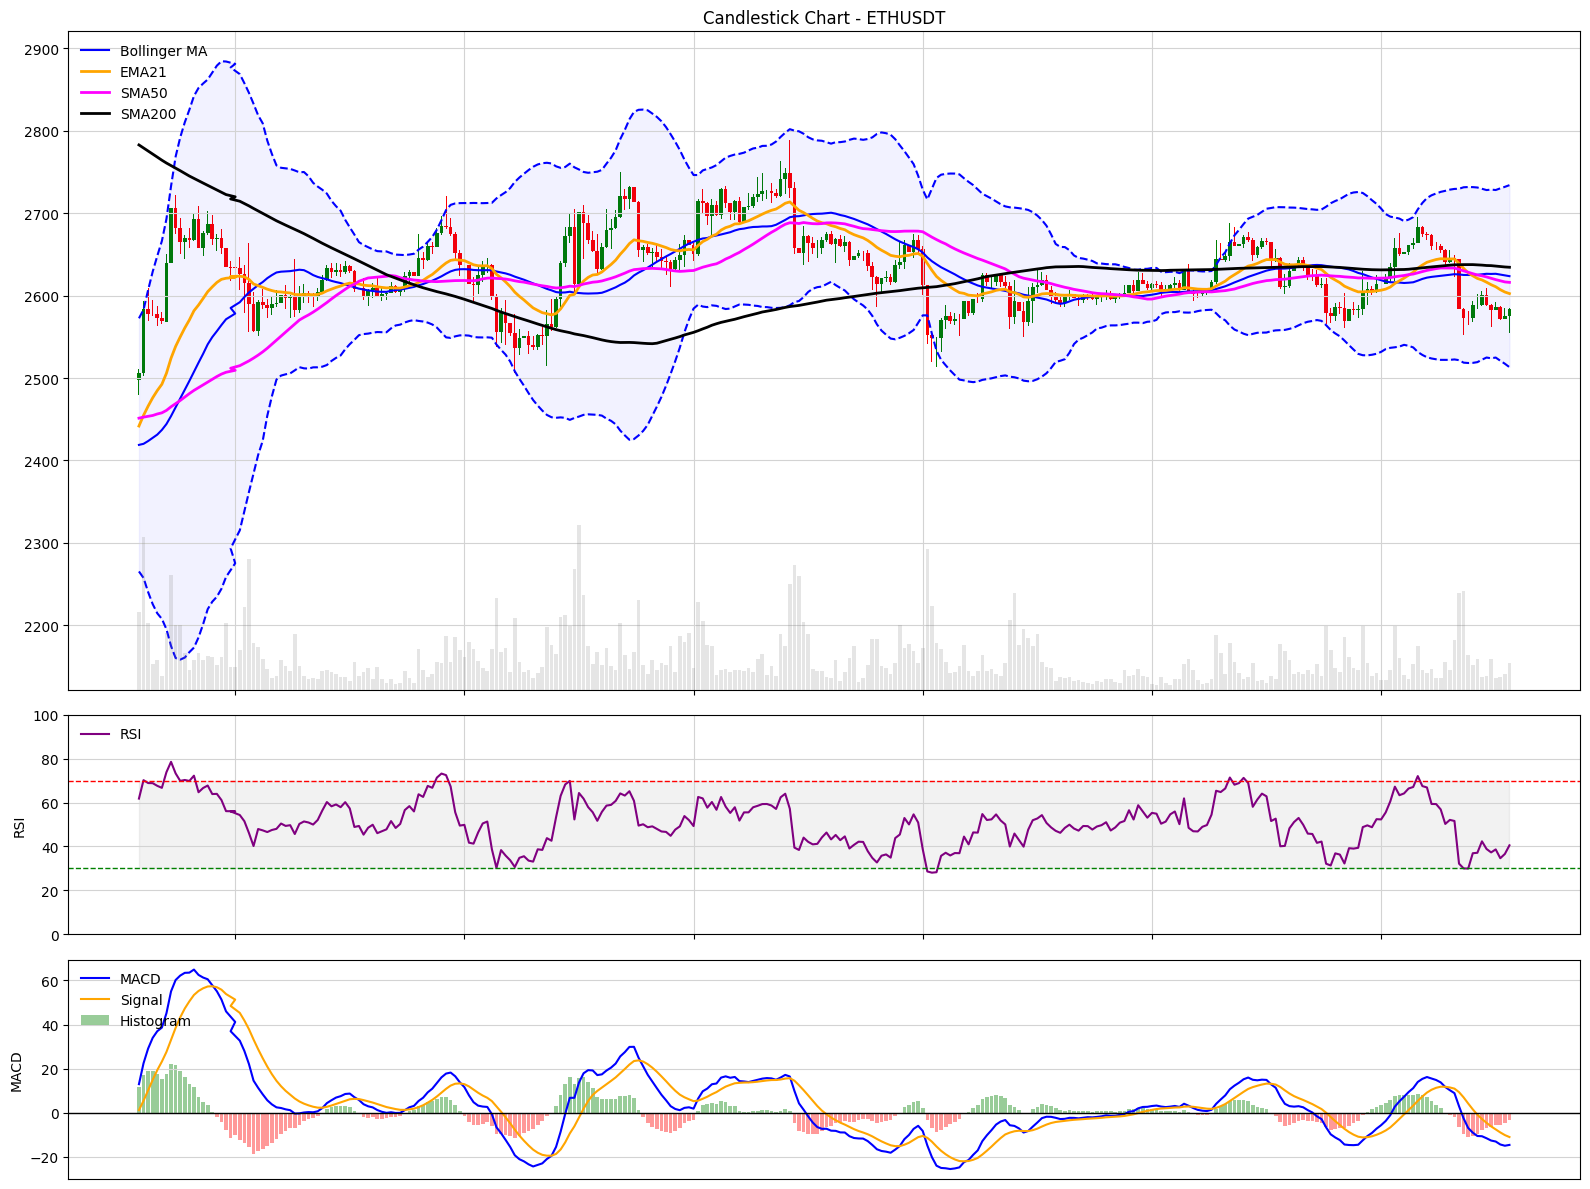 Candlestick Chart - ETHUSDT
2900
2800
2700
2600
2500
2400
2300
2200
Bollinger MA
EMA21
SMA50
SMA200
100
80
60
40
20
0
RSI
RSI
60
40
20
0
−20
MACD
MACD
Signal
Histogram